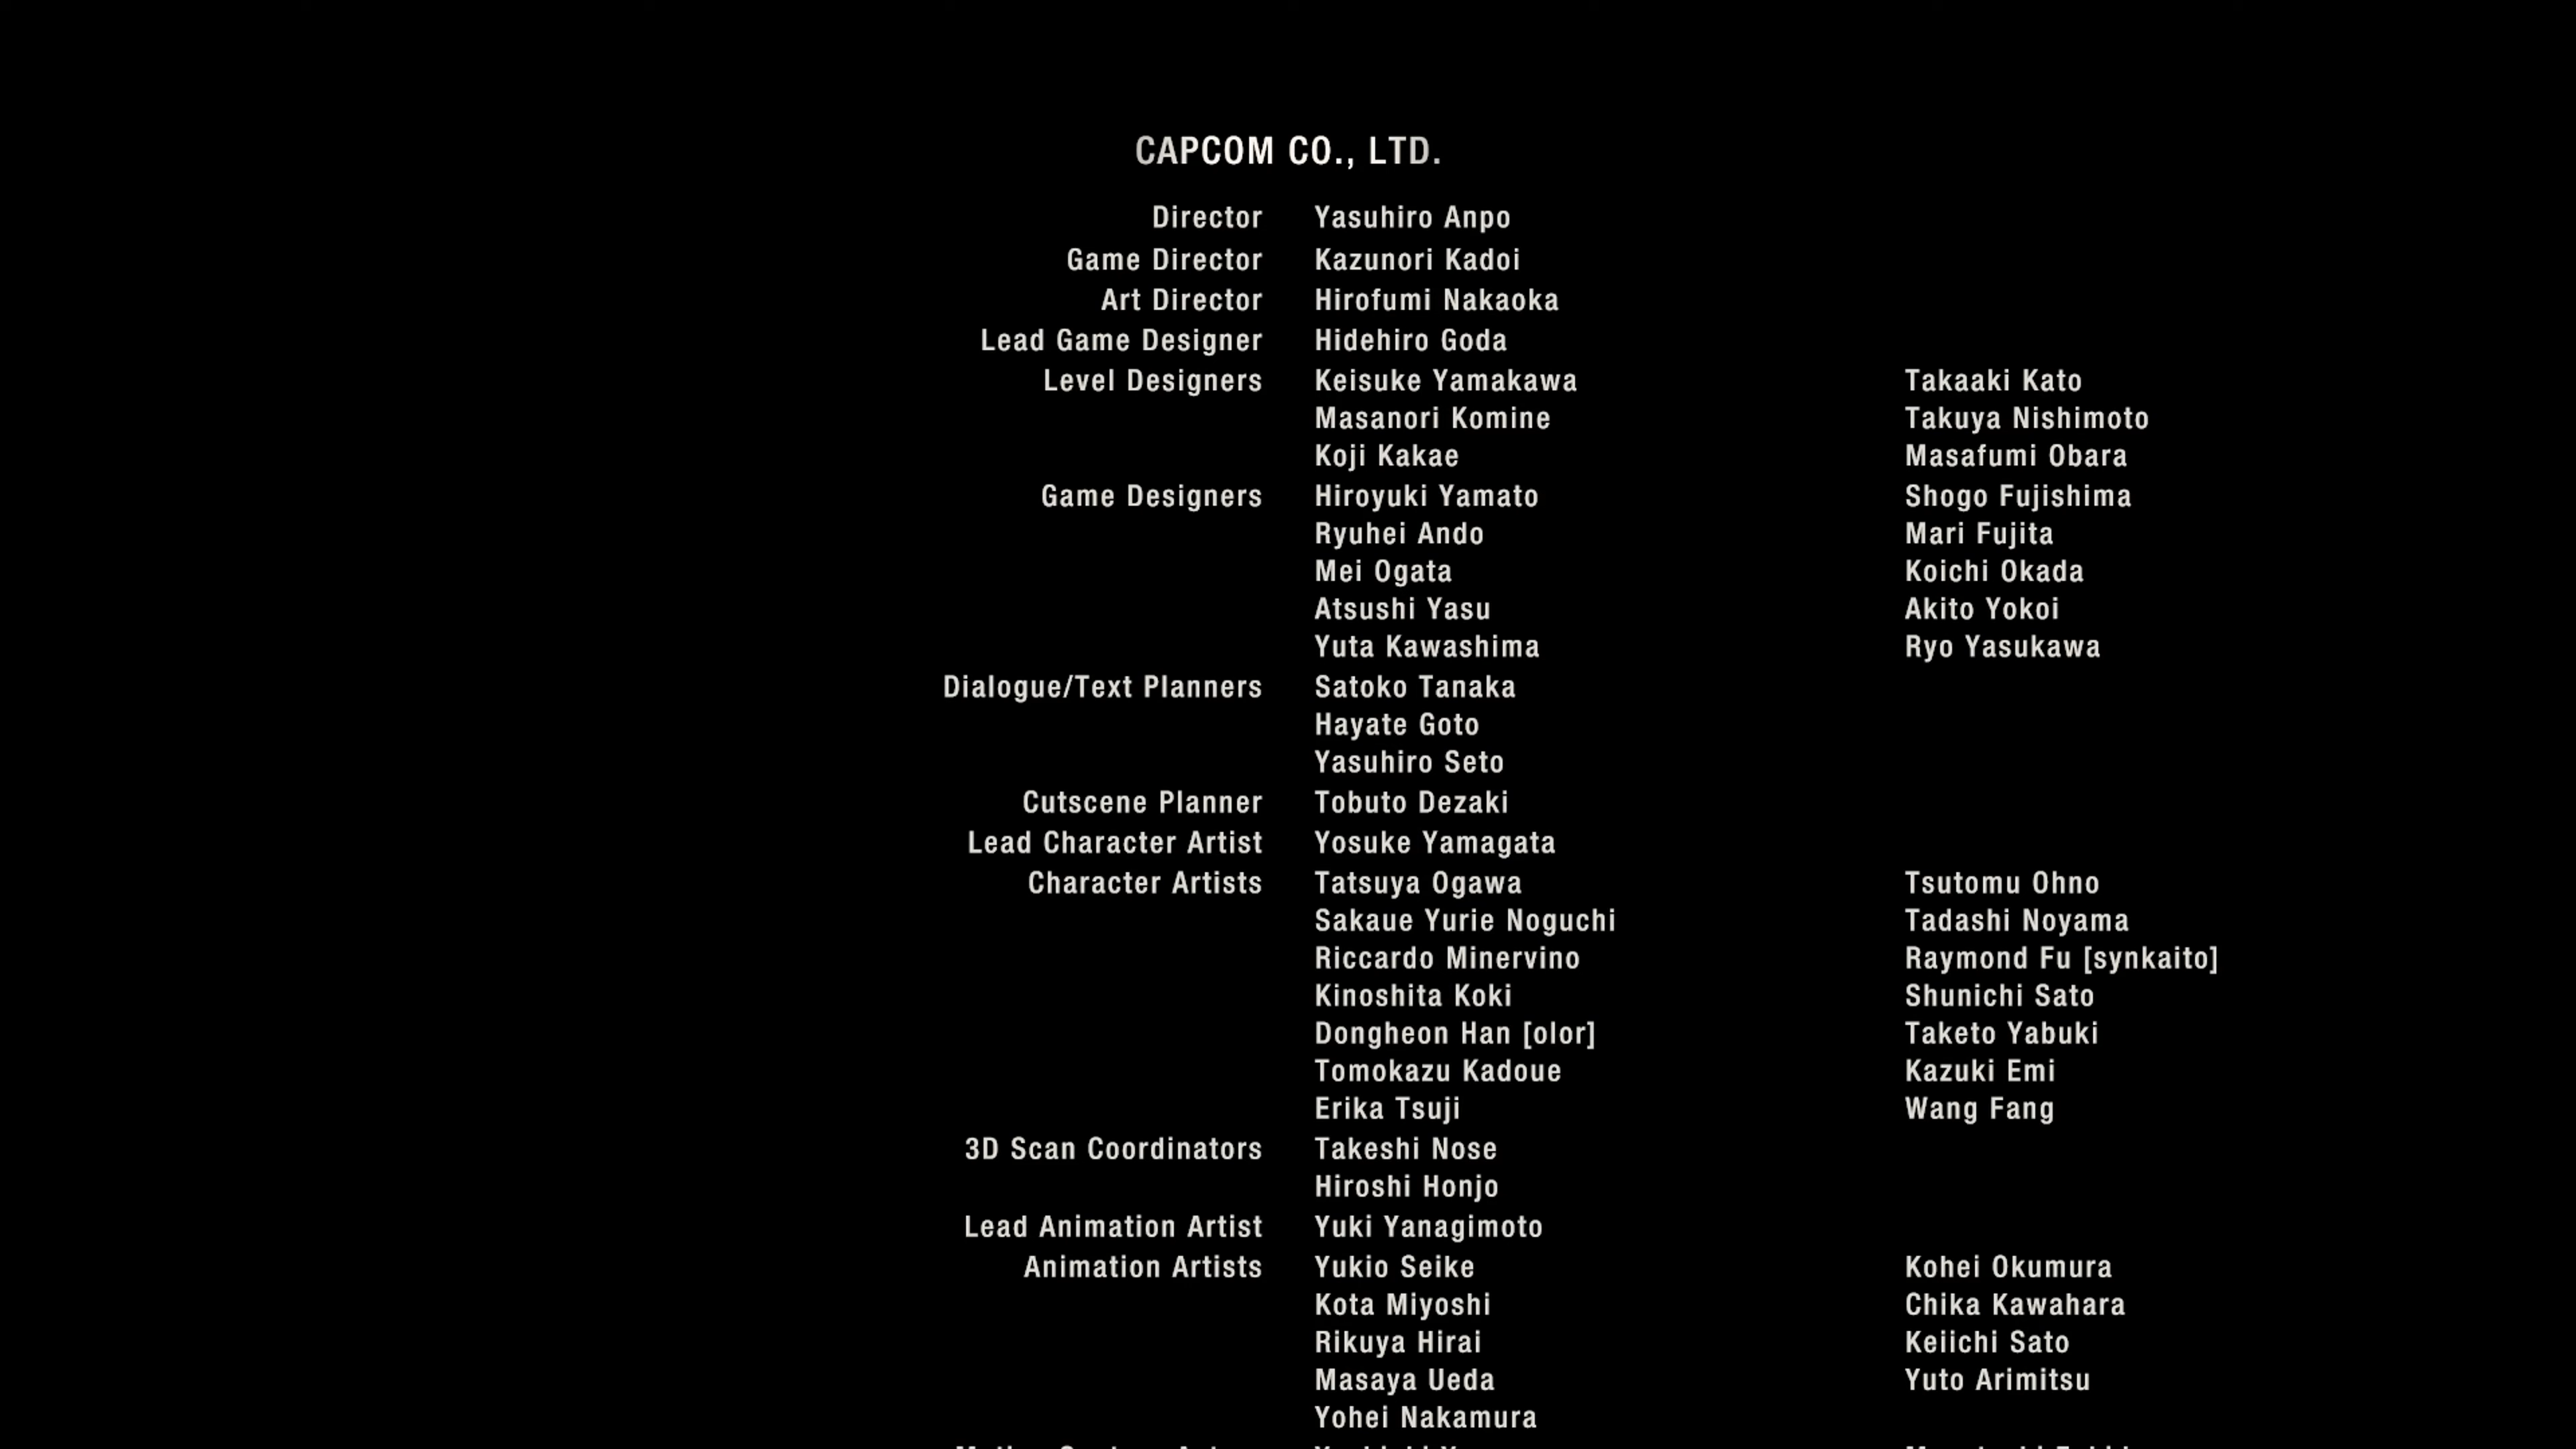 CAPCOM CO., LTD.
Director Yasuhiro Anpo
Game Director Kazunori Kadoi
Art Director Hirofumi Nakaoka
Lead Game Designer Hidehiro Goda
Level Designers Keisuke Yamakawa Takaaki Kato
Masanori Komine Takuya Nishimoto
Koji Kakae Masafumi Obara
Game Designers Hiroyuki Yamato Shogo Fujishima
Ryuhei Ando Mari Fujita
Mei Ogata Koichi Okada
Atsushi Yasu Akito Yokoi
Yuta Kawashima Ryo Yasukawa
Dialogue/Text Planners Satoko Tanaka
Hayate Goto
Yasuhiro Seto
Cutscene Planner Tobuto Dezaki
Lead Character Artist Yosuke Yamagata
Character Artists Tatsuya Ogawa Tsutomu Ohno
Sakaue Yurie Noguchi Tadashi Noyama
Riccardo Minervino Raymond Fu [synkaito]
Kinoshita Koki Shunichi Sato
Dongheon Han [olor] Taketo Yabuki
Tomokazu Kadoue Kazuki Emi
Erika Tsuji Wang Fang
3D Scan Coordinators Takeshi Nose
Hiroshi Honjo
Lead Animation Artist Yuki Yanagimoto
Animation Artists Yukio Seike Kohei Okumura
Kota Miyoshi Chika Kawahara
Rikuya Hirai Keiichi Sato
Masaya Ueda Yuto Arimitsu
Yohei Nakamura